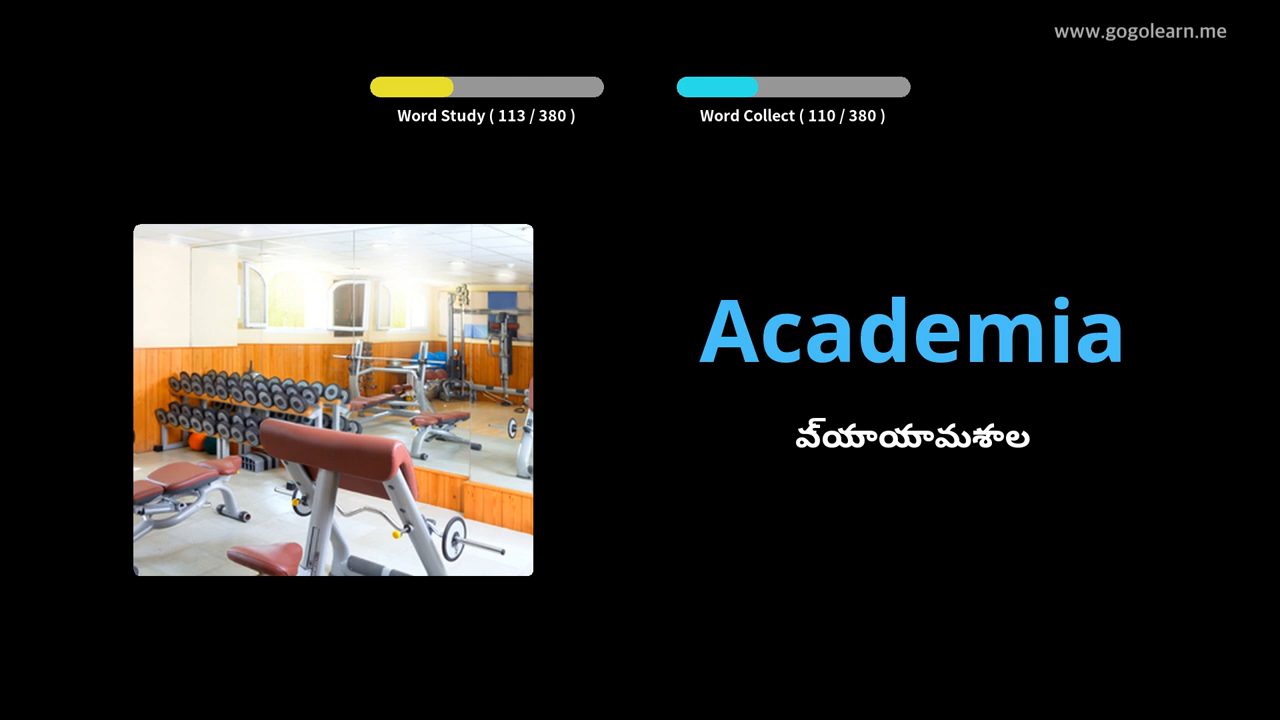 www.gogolearn.me
Word Study ( 113 / 380 )
Word Collect ( 110 / 380 )
Academia
వ్యాయామశాల